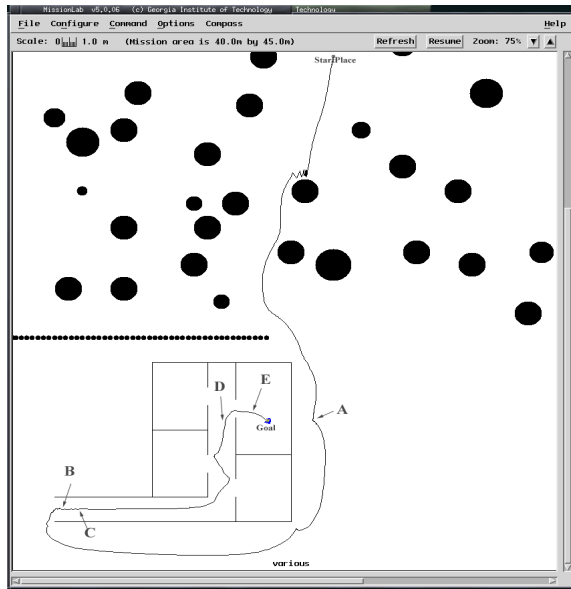 MissionLab v5.0.06 (c) Georgia Institute of Technology Technology
File Configure Command Options Compass Help
Scale: 0 1.0 m (Mission area is 40.0m by 45.0m) Refresh Resume Zoom: 75%
StartPlace
E
D
A
Goal
B
C
various